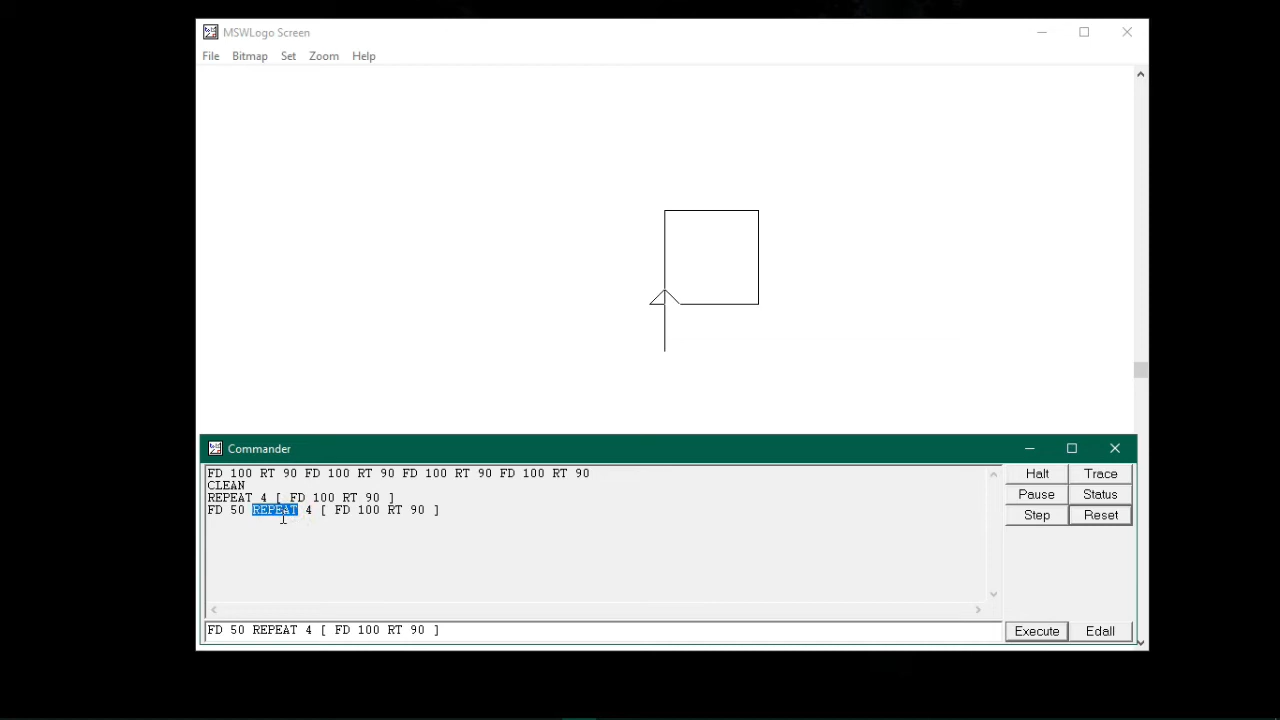 MSWLogo Screen
File Bitmap Set Zoom Help
Commander
FD 100 RT 90 FD 100 RT 90 FD 100 RT 90 FD 100 RT 90
CLEAN
REPEAT 4 [ FD 100 RT 90 ]
FD 50 REPEAT 4 [ FD 100 RT 90 ]
Halt Trace
Pause Status
Step Reset
FD 50 REPEAT 4 [ FD 100 RT 90 ]
Execute Edall